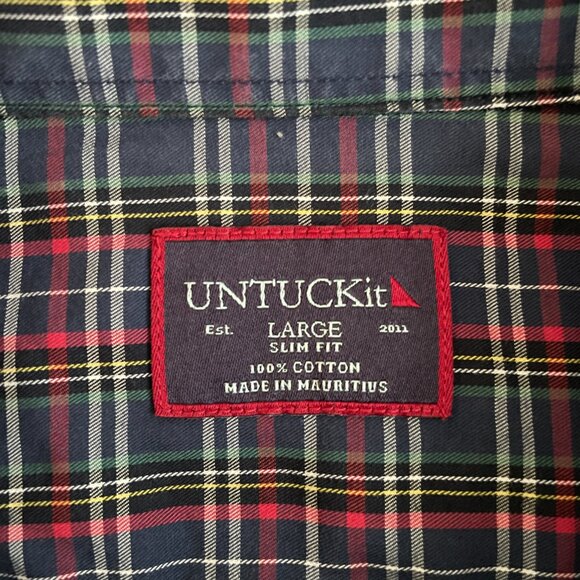 UNTUCKit
Est. LARGE 2011
SLIM FIT
100% COTTON
MADE IN MAURITIUS